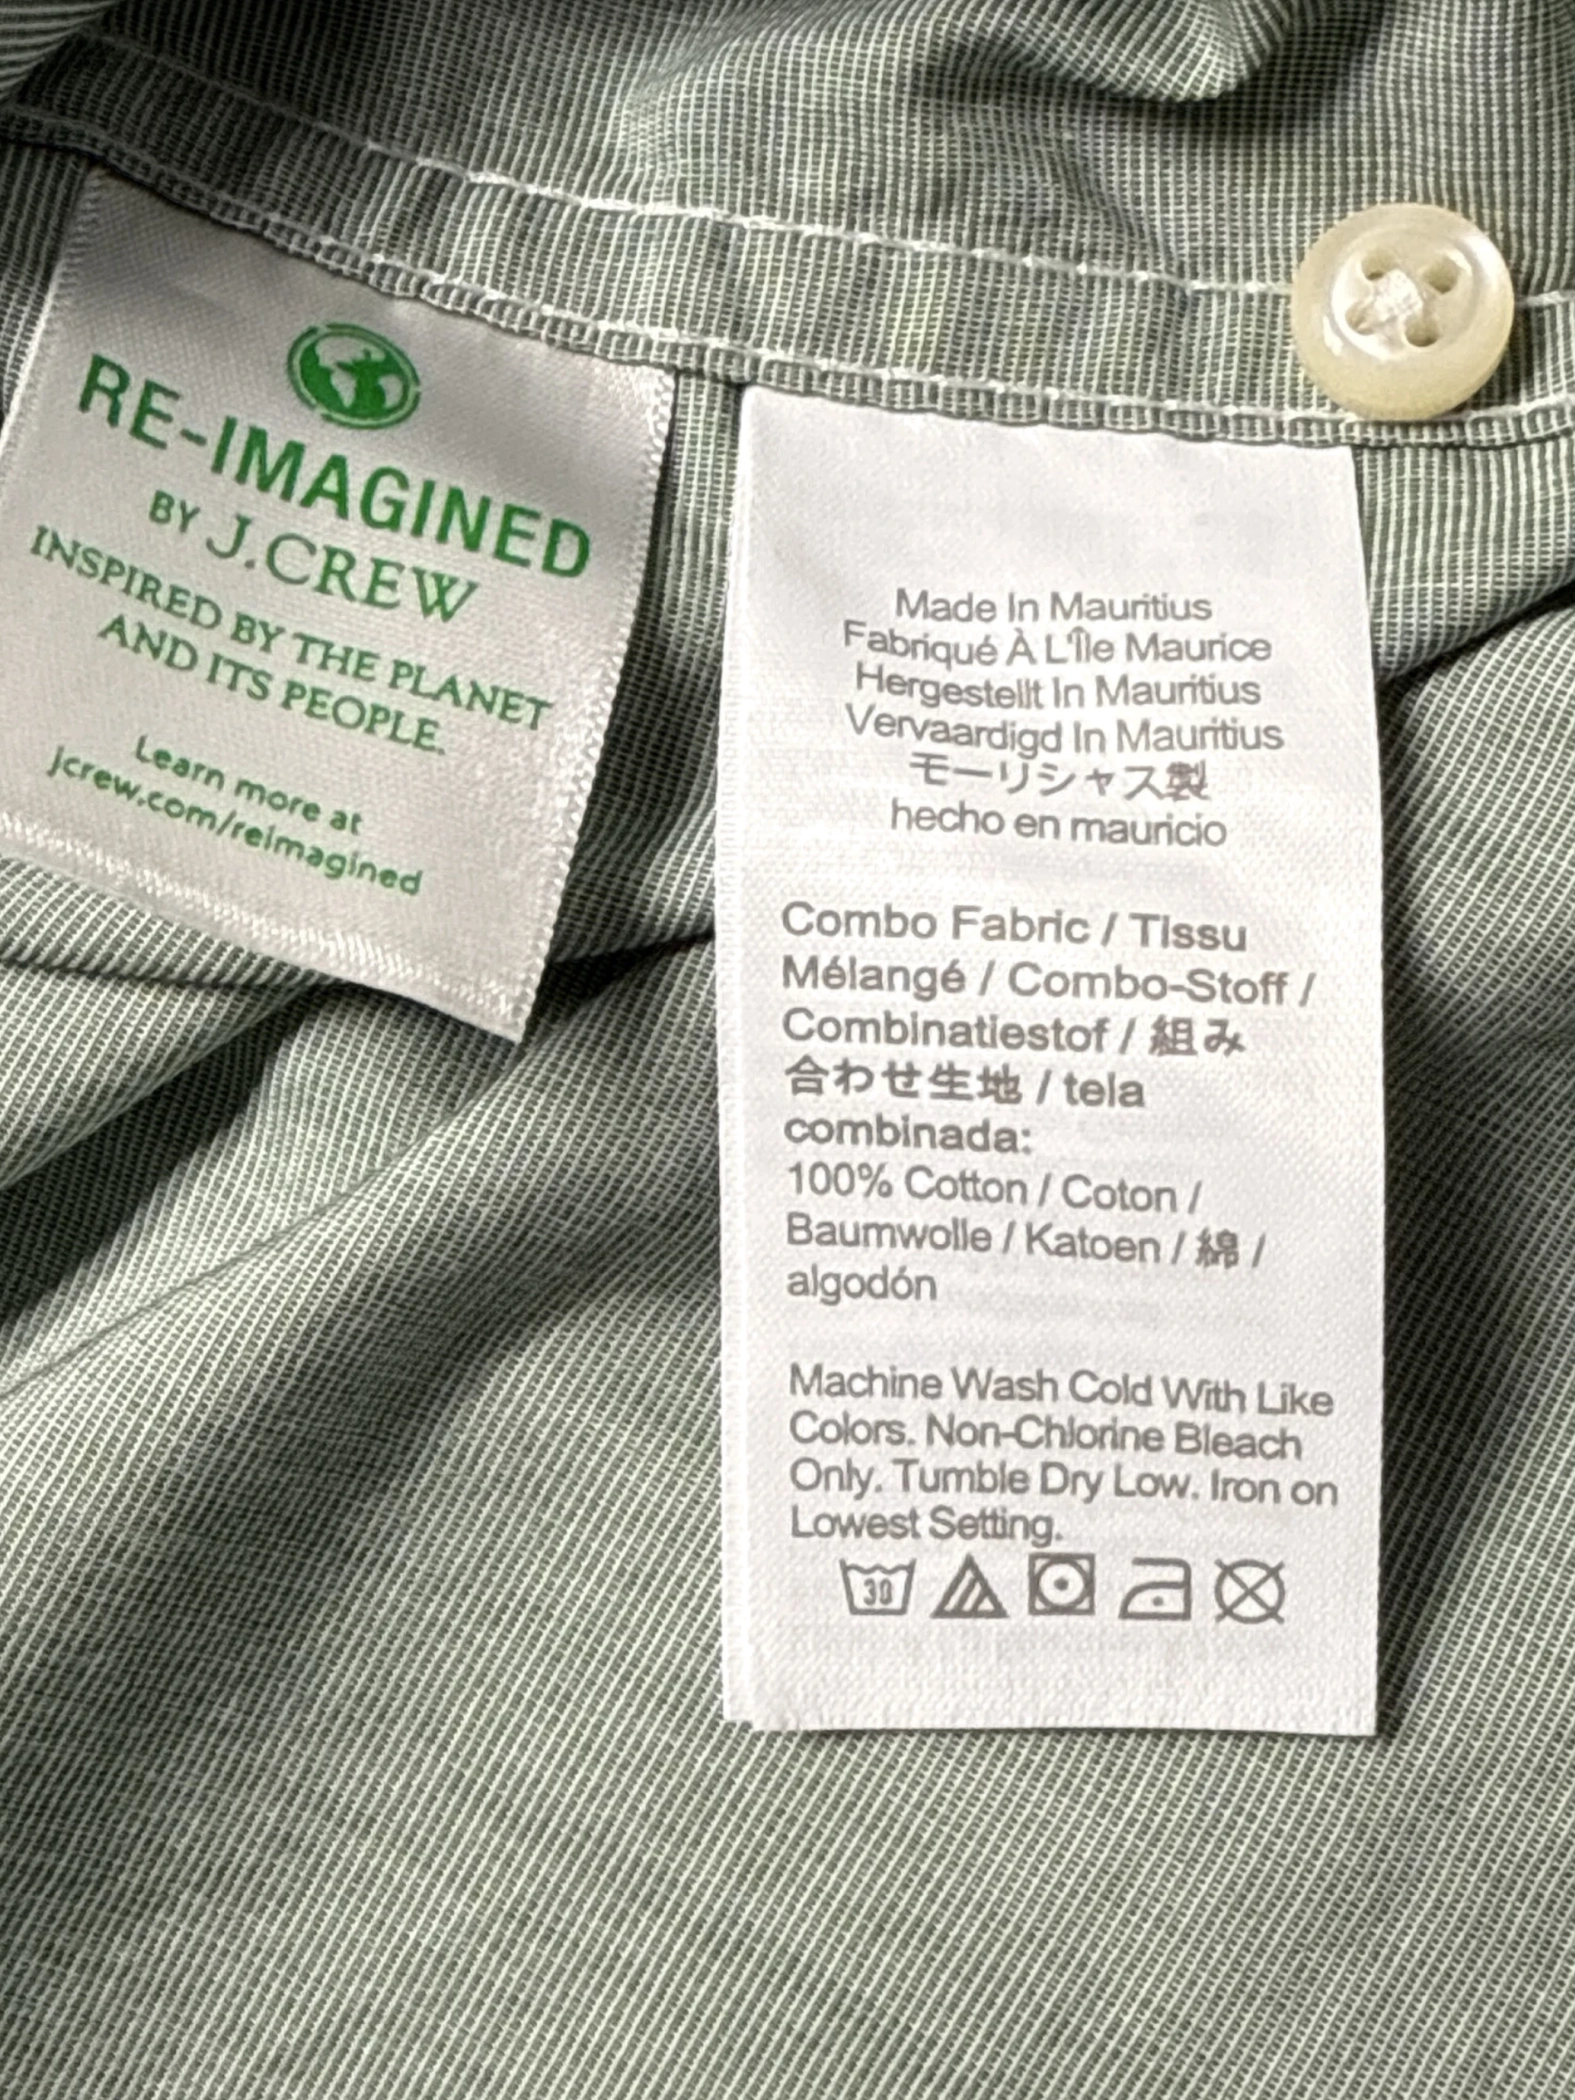 RE-IMAGINED
BY J.CREW
INSPIRED BY THE PLANET
AND ITS PEOPLE.
Learn more at
jcrew.com/reimagined
Made In Mauritius
Fabriqué À L'Île Maurice
Hergestellt In Mauritius
Vervaardigd In Mauritius
モーリシャス製
hecho en mauricio
Combo Fabric / Tissu
Mélangé / Combo-Stoff /
Combinatiestof / 組み
合わせ生地 / tela
combinada:
100% Cotton / Coton /
Baumwolle / Katoen / 綿 /
algodón
Machine Wash Cold With Like
Colors. Non-Chlorine Bleach
Only. Tumble Dry Low. Iron on
Lowest Setting.
30